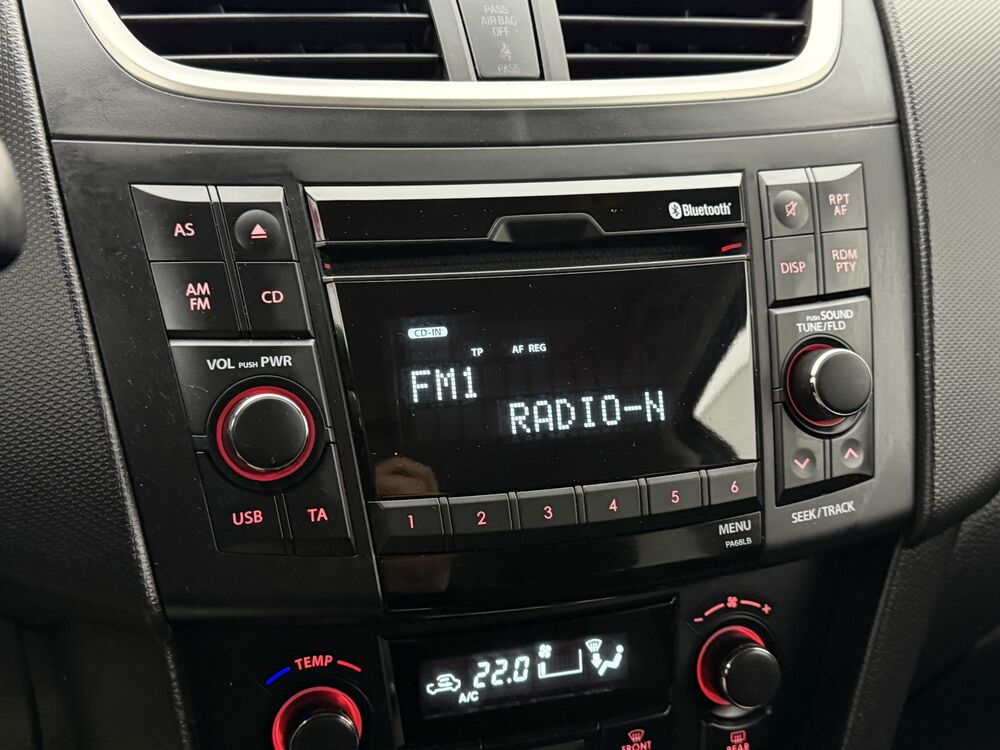 PASS
AIR BAG
OFF
PASS
Bluetooth
AS
AM
FM
CD
RPT
AF
DISP
RDM
PTY
VOL PUSH PWR
PUSH SOUND
TUNE/FLD
CD-IN
TP AF REG
FM1
RADIO-N
USB
TA
1 2 3 4 5 6
SEEK/TRACK
MENU
PA68LB
TEMP
22.0
A/C
FRONT
REAR